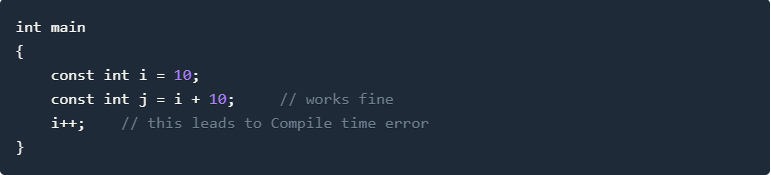 int main
{
    const int i = 10;
    const int j = i + 10;     // works fine
    i++;    // this leads to Compile time error
}